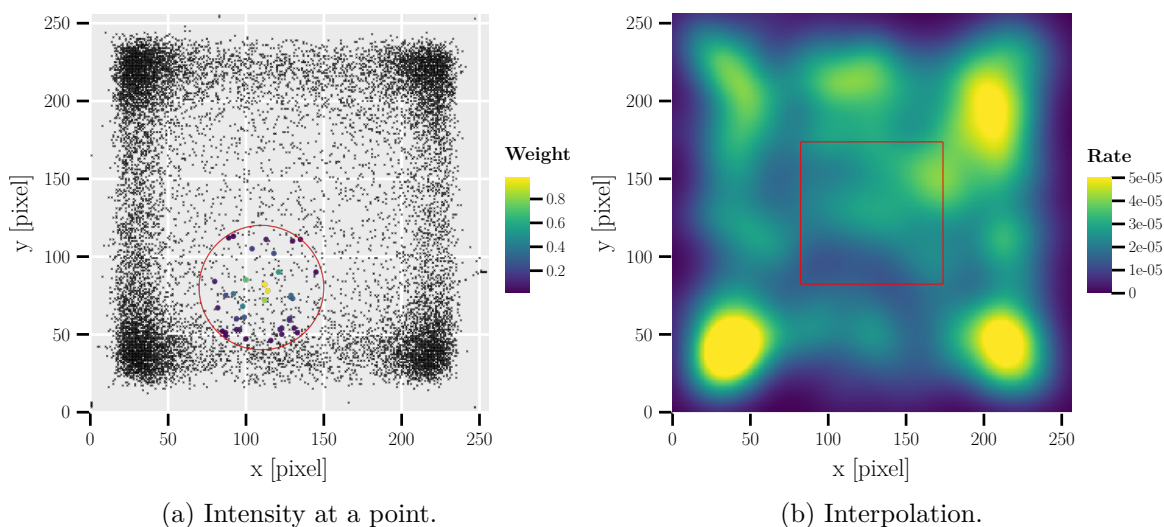 250
200
150
100
50
0
y [pixel]
0 50 100 150 200 250
x [pixel]
Weight
0.8
0.6
0.4
0.2
(a) Intensity at a point.
250
200
150
100
50
0
y [pixel]
0 50 100 150 200 250
x [pixel]
Rate
5e-05
4e-05
3e-05
2e-05
1e-05
0
(b) Interpolation.